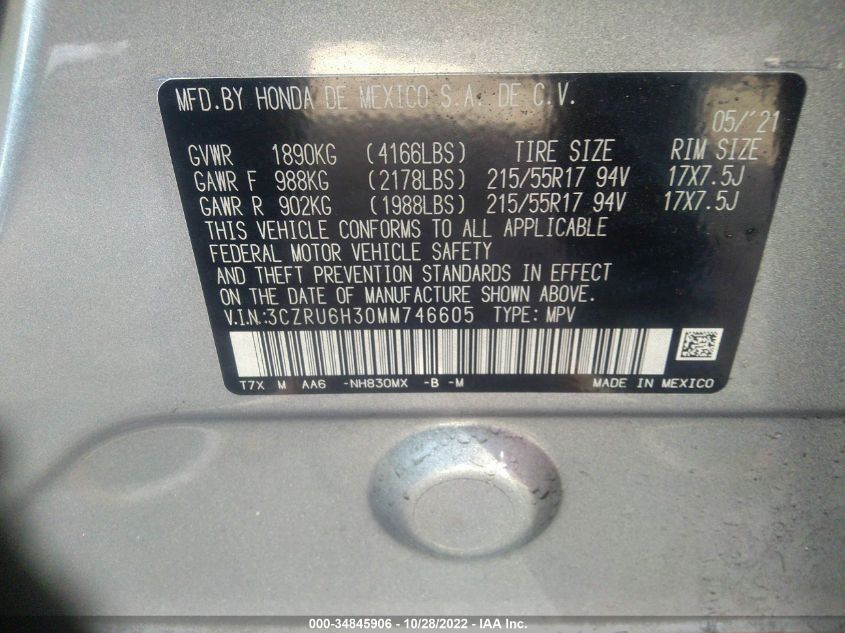 MFD.BY HONDA DE MEXICO S.A. DE C.V.
05/'21
GVWR 1890KG (4166LBS) TIRE SIZE RIM SIZE
GAWR F 988KG (2178LBS) 215/55R17 94V 17X7.5J
GAWR R 902KG (1988LBS) 215/55R17 94V 17X7.5J
THIS VEHICLE CONFORMS TO ALL APPLICABLE
FEDERAL MOTOR VEHICLE SAFETY
AND THEFT PREVENTION STANDARDS IN EFFECT
ON THE DATE OF MANUFACTURE SHOWN ABOVE.
V.I.N.:3CZRU6H30MM746605 TYPE: MPV
T7X M AA6 -NH830MX -B -M MADE IN MEXICO
000-34845906 - 10/28/2022 - IAA Inc.